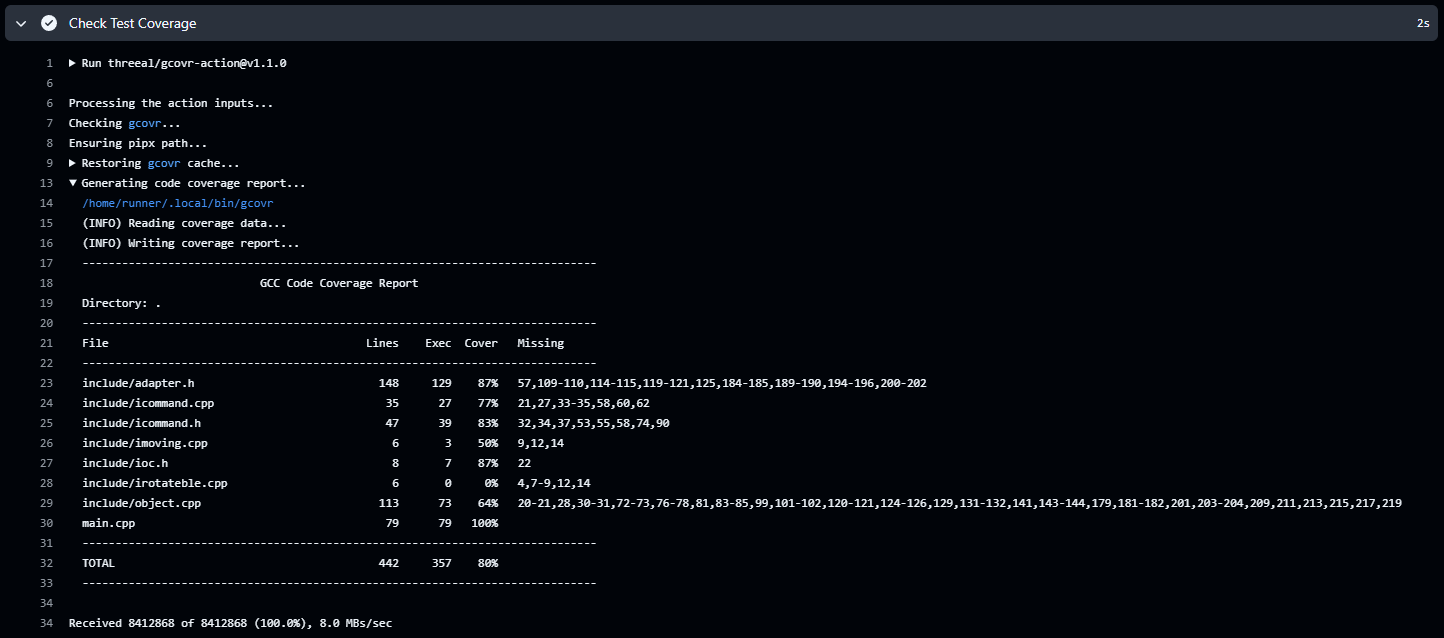 Check Test Coverage 2s
1 ▶ Run threeal/gcovr-action@v1.1.0
6
6 Processing the action inputs...
7 Checking gcovr...
8 Ensuring pipx path...
9 ▶ Restoring gcovr cache...
13 ▼ Generating code coverage report...
14 /home/runner/.local/bin/gcovr
15 (INFO) Reading coverage data...
16 (INFO) Writing coverage report...
17 ------------------------------------------------------------------------------
18 GCC Code Coverage Report
19 Directory: .
20 ------------------------------------------------------------------------------
21 File Lines Exec Cover Missing
22 ------------------------------------------------------------------------------
23 include/adapter.h 148 129 87% 57,109-110,114-115,119-121,125,184-185,189-190,194-196,200-202
24 include/icommand.cpp 35 27 77% 21,27,33-35,58,60,62
25 include/icommand.h 47 39 83% 32,34,37,53,55,58,74,90
26 include/imoving.cpp 6 3 50% 9,12,14
27 include/ioc.h 8 7 87% 22
28 include/irotateble.cpp 6 0 0% 4,7-9,12,14
29 include/object.cpp 113 73 64% 20-21,28,30-31,72-73,76-78,81,83-85,99,101-102,120-121,124-126,129,131-132,141,143-144,179,181-182,201,203-204,209,211,213,215,217,219
30 main.cpp 79 79 100%
31 ------------------------------------------------------------------------------
32 TOTAL 442 357 80%
33 ------------------------------------------------------------------------------
34
34 Received 8412868 of 8412868 (100.0%), 8.0 MBs/sec